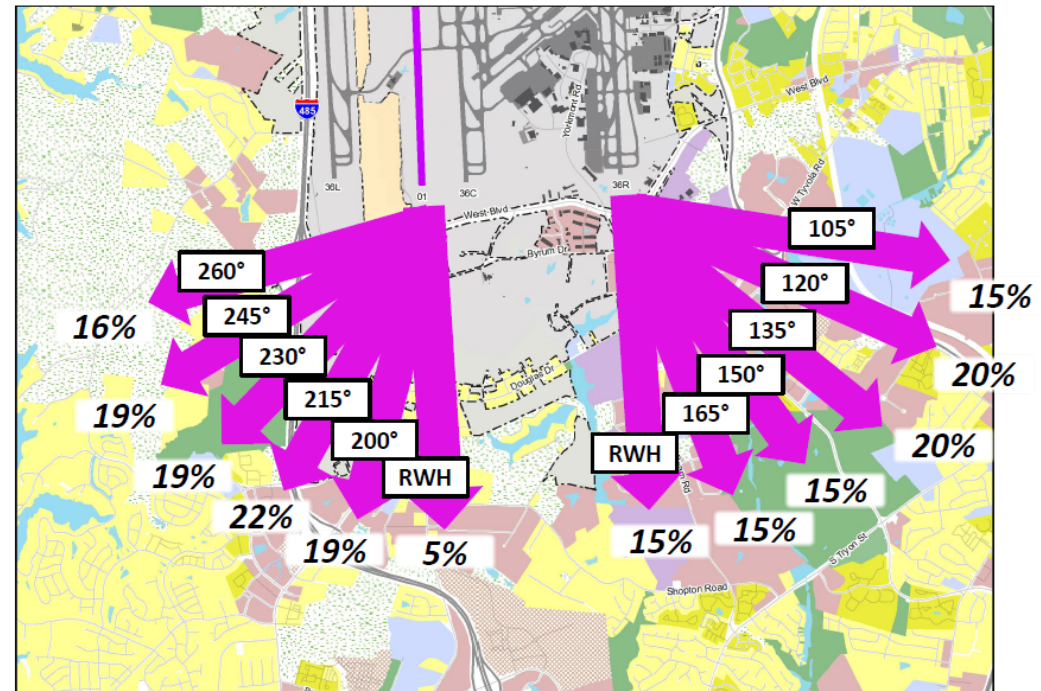 West Blvd
Yorkmont Rd
485
W Tyvola Rd
36L
01
36C
36R
West Blvd
Byrum Dr
105°
260°
120°
15%
245°
16%
135°
230°
20%
150°
Douglas Dr
215°
165°
19%
200°
20%
RWH
RWH
19%
15%
22%
19%
5%
15%
15%
S Tryon St
Shopton Road